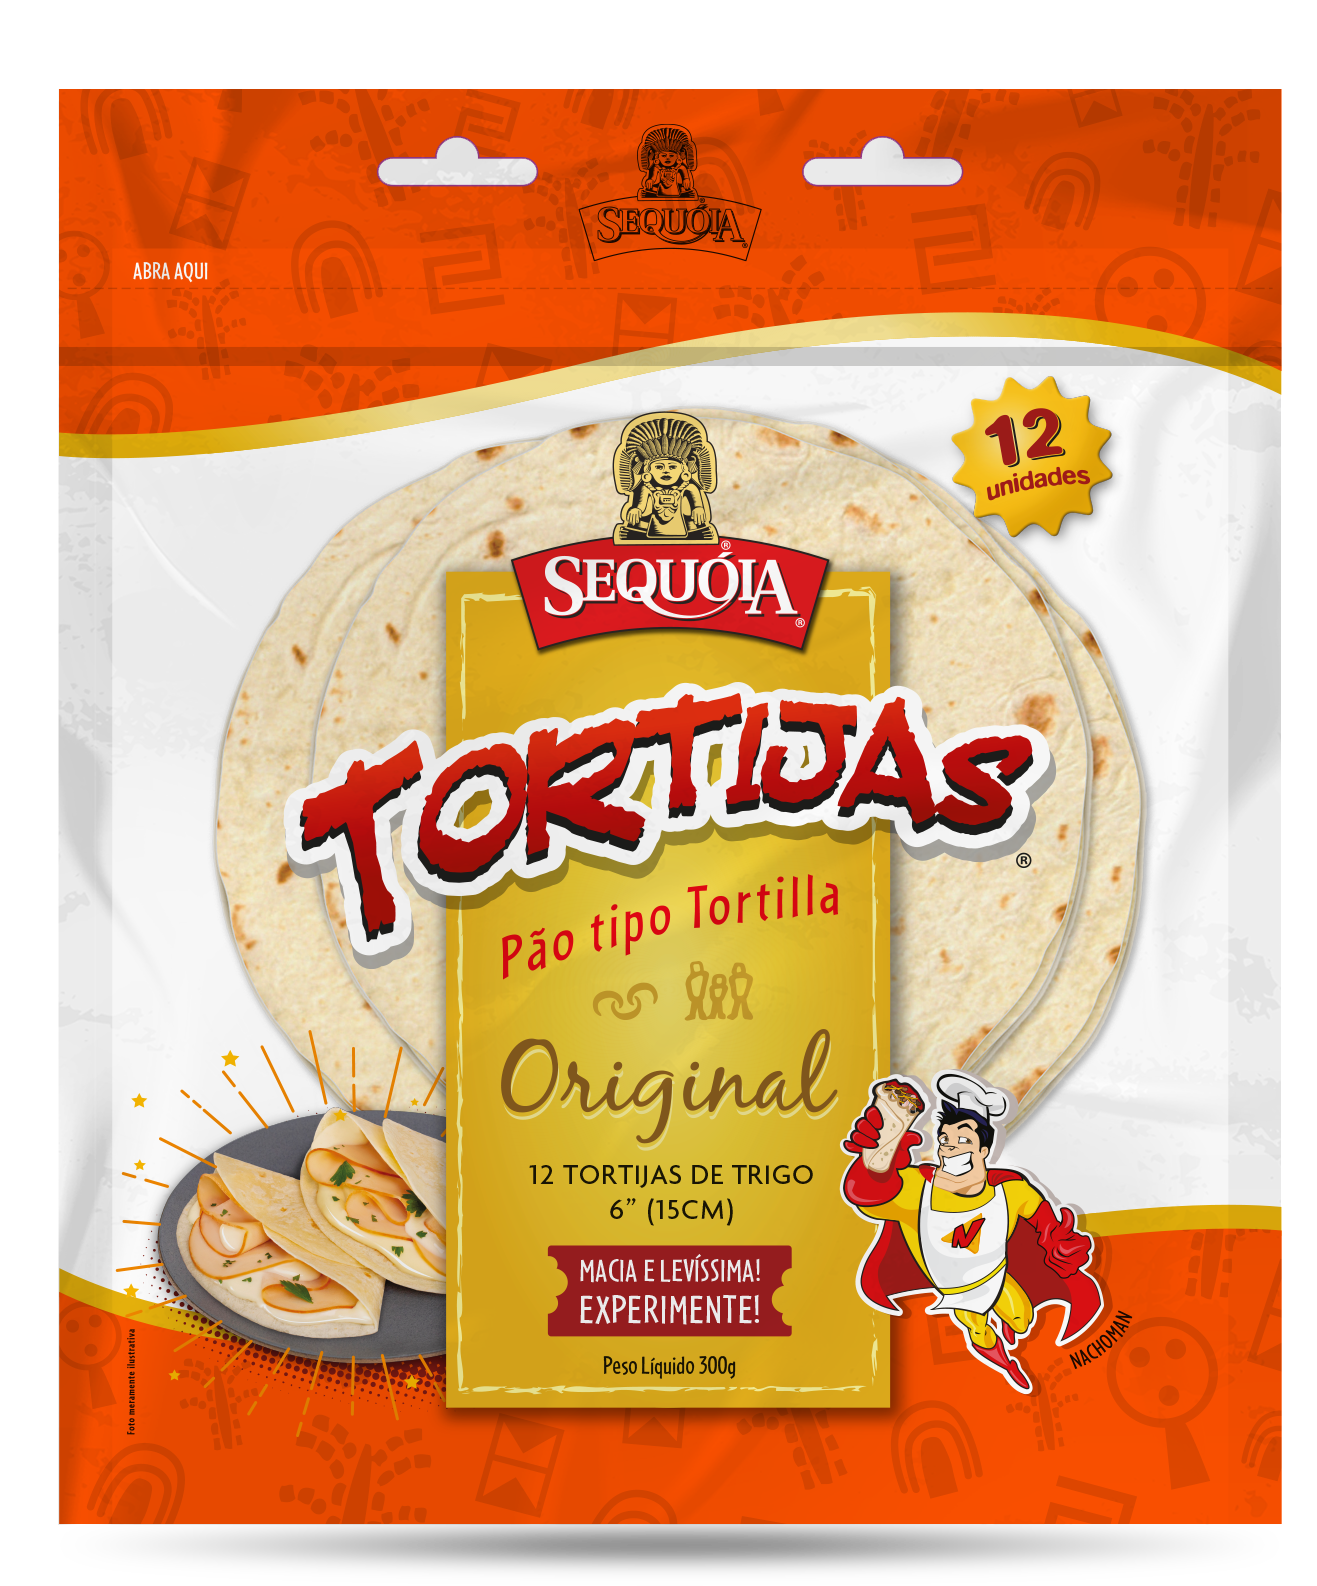 SEQUÓIA
®
ABRA AQUI
12
unidades
®
SEQUÓIA
®
TORTIJAS
®
Pão tipo Tortilla
Original
12 TORTIJAS DE TRIGO
6” (15CM)
MACIA E LEVÍSSIMA!
EXPERIMENTE!
Peso Líquido 300g
N
NACHOMAN
Foto meramente ilustrativa